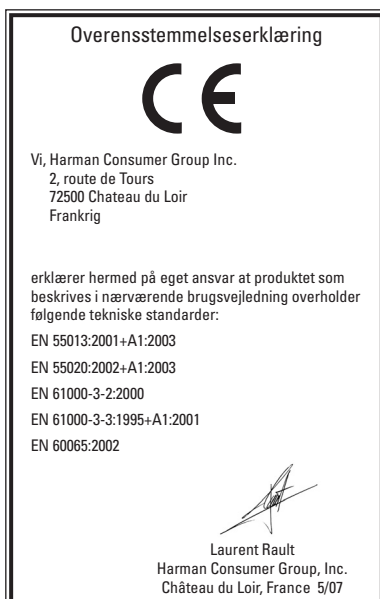 Overensstemmelseserklæring
CE
Vi, Harman Consumer Group Inc.
2, route de Tours
72500 Chateau du Loir
Frankrig
erklærer hermed på eget ansvar at produktet som
beskrives i nærværende brugsvejledning overholder
følgende tekniske standarder:
EN 55013:2001+A1:2003
EN 55020:2002+A1:2003
EN 61000-3-2:2000
EN 61000-3-3:1995+A1:2001
EN 60065:2002
Laurent Rault
Harman Consumer Group, Inc.
Château du Loir, France 5/07